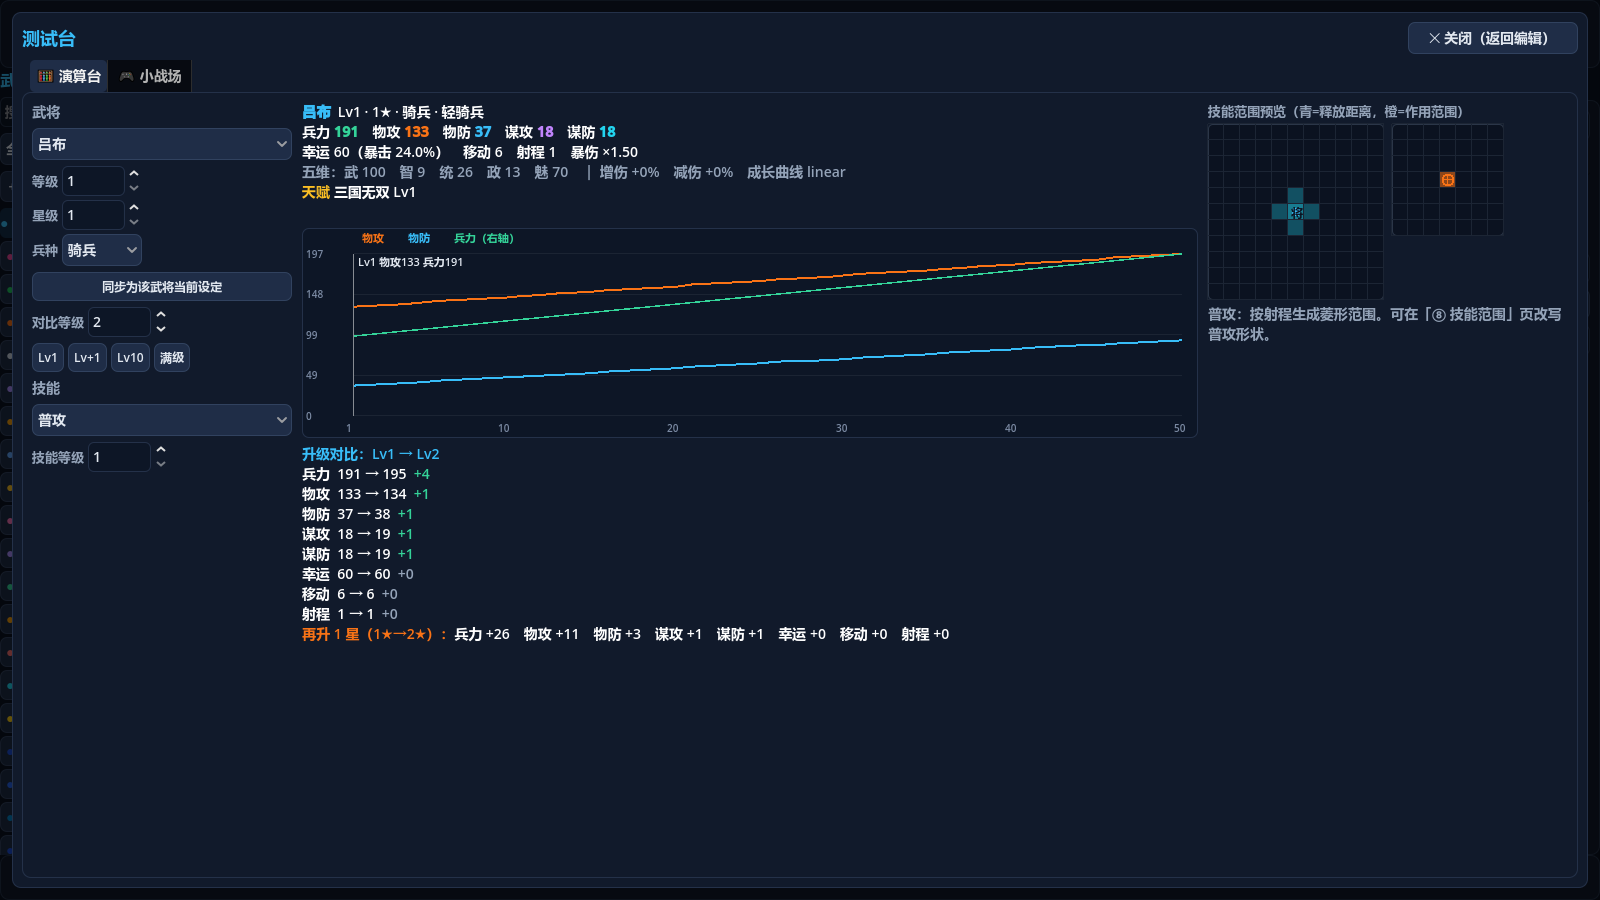 测试台
关闭（返回编辑）
演算台
小战场
武将
吕布
等级 1
星级 1
兵种 骑兵
同步为该武将当前设定
对比等级 2
Lv1 Lv+1 Lv10 满级
技能
普攻
技能等级 1
吕布 Lv1 · 1★ · 骑兵 · 轻骑兵
兵力 191 物攻 133 物防 37 谋攻 18 谋防 18
幸运 60（暴击 24.0%） 移动 6 射程 1 暴伤 ×1.50
五维：武 100 智 9 统 26 政 13 魅 70 ｜ 增伤 +0% 减伤 +0% 成长曲线 linear
天赋 三国无双 Lv1
物攻 物防 兵力（右轴）
Lv1 物攻133 兵力191
197
148
99
49
0
1 10 20 30 40 50
升级对比：Lv1 → Lv2
兵力 191 → 195 +4
物攻 133 → 134 +1
物防 37 → 38 +1
谋攻 18 → 19 +1
谋防 18 → 19 +1
幸运 60 → 60 +0
移动 6 → 6 +0
射程 1 → 1 +0
再升 1 星（1★→2★）：兵力 +26 物攻 +11 物防 +3 谋攻 +1 谋防 +1 幸运 +0 移动 +0 射程 +0
技能范围预览（青=释放距离，橙=作用范围）
将
普攻：按射程生成菱形范围。可在「⑧ 技能范围」页改写
普攻形状。